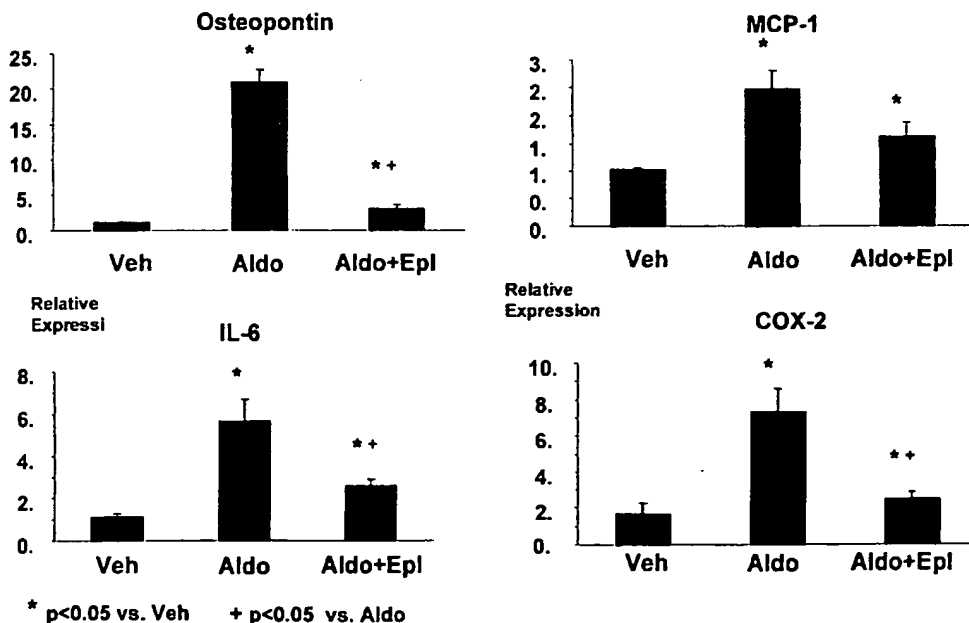 Osteopontin
*
25.
20.
15.
10.
5.
0.
* +
Veh Aldo Aldo+Epl
MCP-1
*
3.
2.
2.
1.
1.
0.
0.
*
Veh Aldo Aldo+Epl
Relative
Expressi
IL-6
*
8.
6.
4.
2.
0.
* +
Veh Aldo Aldo+Epl
Relative
Expression
COX-2
*
10.
8.
6.
4.
2.
0.
* +
Veh Aldo Aldo+Epl
* p<0.05 vs. Veh + p<0.05 vs. Aldo